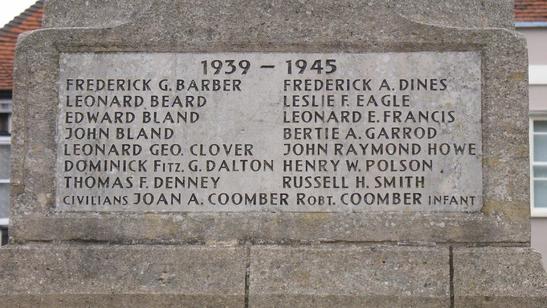 1939 – 1945
FREDERICK G. BARBER FREDERICK A. DINES
LEONARD BEARD LESLIE F. EAGLE
EDWARD BLAND LEONARD E. FRANCIS
JOHN BLAND BERTIE A. GARROD
LEONARD GEO. CLOVER JOHN RAYMOND HOWE
DOMINICK FITZ. G. DALTON HENRY W. POLSON
THOMAS F. DENNEY RUSSELL H. SMITH
CIVILIANS JOAN A. COOMBER ROBT. COOMBER INFANT